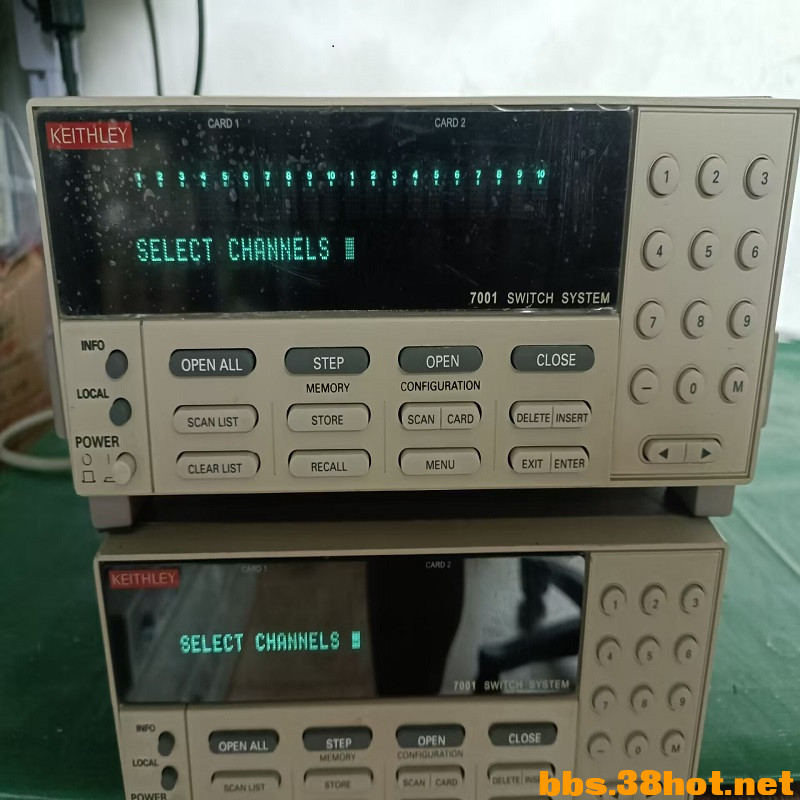 KEITHLEY
CARD 1
CARD 2
1 2 3 4 5 6 7 8 9 10 1 2 3 4 5 6 7 8 9 10
SELECT CHANNELS
7001 SWITCH SYSTEM
1 2 3
4 5 6
7 8 9
– 0 M
INFO
LOCAL
POWER
OPEN ALL STEP OPEN CLOSE
MEMORY CONFIGURATION
SCAN LIST STORE SCAN CARD DELETE INSERT
CLEAR LIST RECALL MENU EXIT ENTER
KEITHLEY
CARD 1
CARD 2
SELECT CHANNELS
7001 SWITCH SYSTEM
1 2 3
4 5 6
7 8 9
– 0 M
INFO
LOCAL
POWER
OPEN ALL STEP OPEN CLOSE
MEMORY CONFIGURATION
SCAN LIST STORE SCAN CARD DELETE
bbs.38hot.net